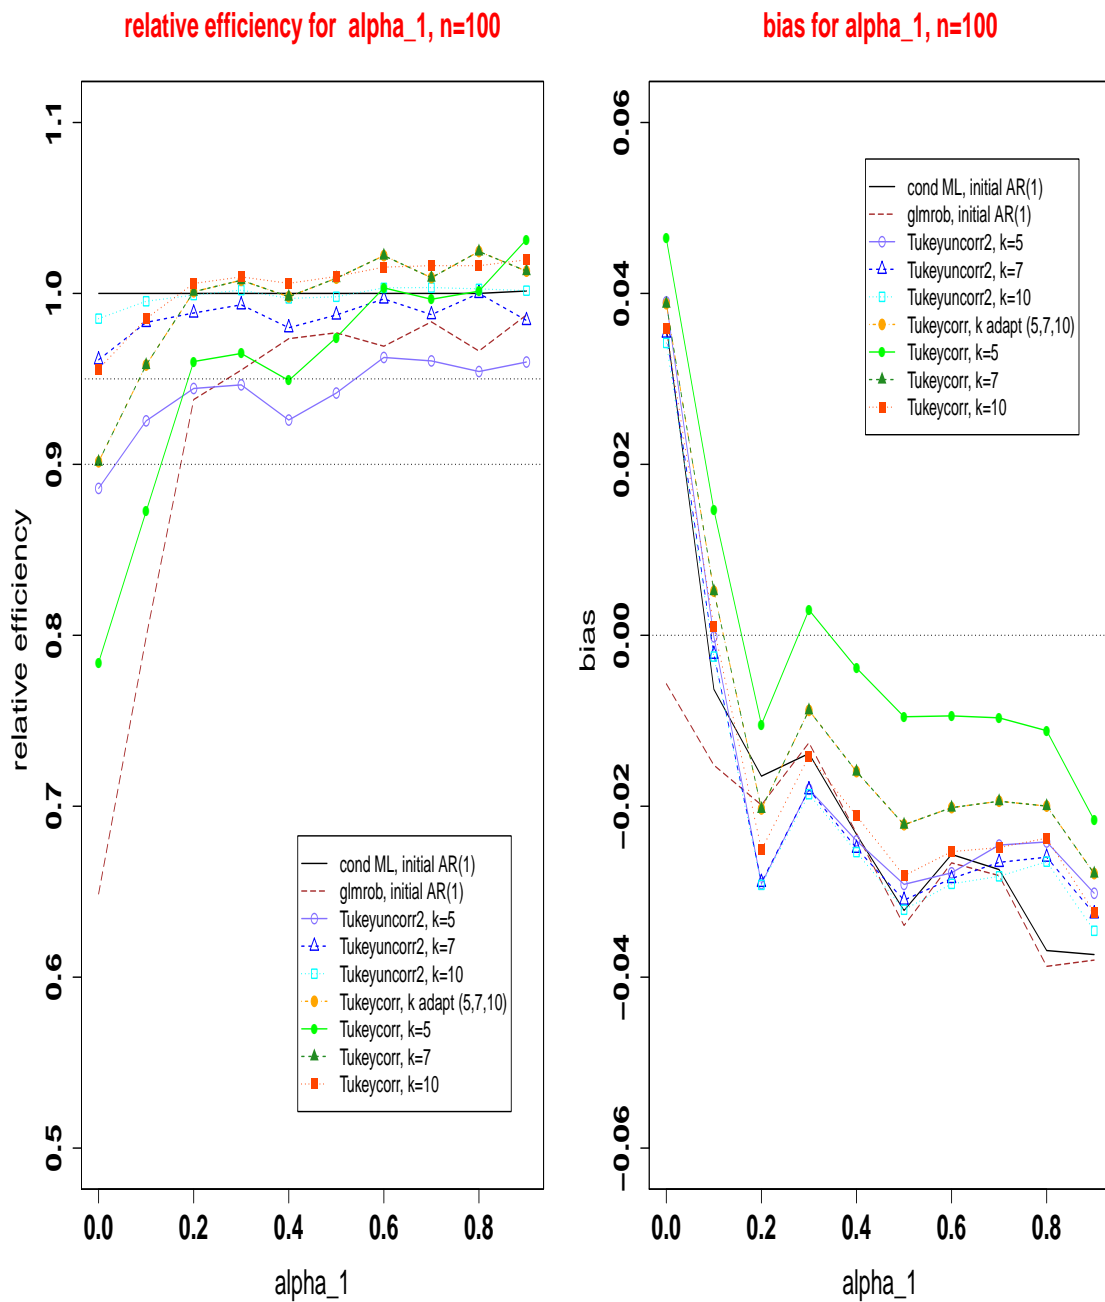 relative efficiency for alpha_1, n=100
relative efficiency
1.1
1.0
0.9
0.8
0.7
0.6
0.5
cond ML, initial AR(1)
glmrob, initial AR(1)
Tukeyuncorr2, k=5
Tukeyuncorr2, k=7
Tukeyuncorr2, k=10
Tukeycorr, k adapt (5,7,10)
Tukeycorr, k=5
Tukeycorr, k=7
Tukeycorr, k=10
0.0 0.2 0.4 0.6 0.8
alpha_1
bias for alpha_1, n=100
bias
0.06
0.04
0.02
0.00
−0.02
−0.04
−0.06
cond ML, initial AR(1)
glmrob, initial AR(1)
Tukeyuncorr2, k=5
Tukeyuncorr2, k=7
Tukeyuncorr2, k=10
Tukeycorr, k adapt (5,7,10)
Tukeycorr, k=5
Tukeycorr, k=7
Tukeycorr, k=10
0.0 0.2 0.4 0.6 0.8
alpha_1